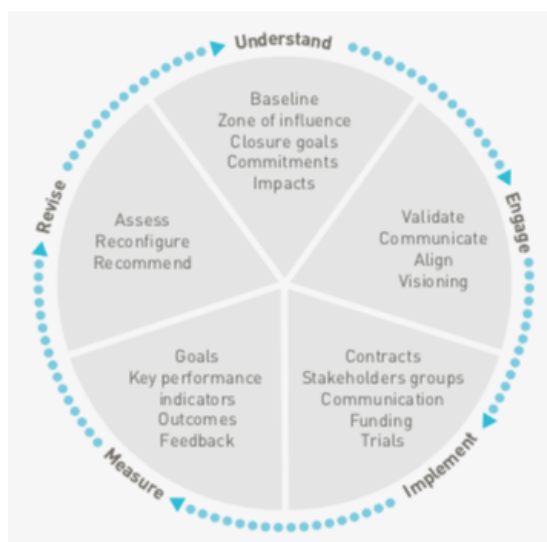 Understand
Baseline
Zone of influence
Closure goals
Commitments
Impacts
Engage
Validate
Communicate
Align
Visioning
Implement
Contracts
Stakeholders groups
Communication
Funding
Trials
Measure
Goals
Key performance
indicators
Outcomes
Feedback
Revise
Assess
Reconfigure
Recommend